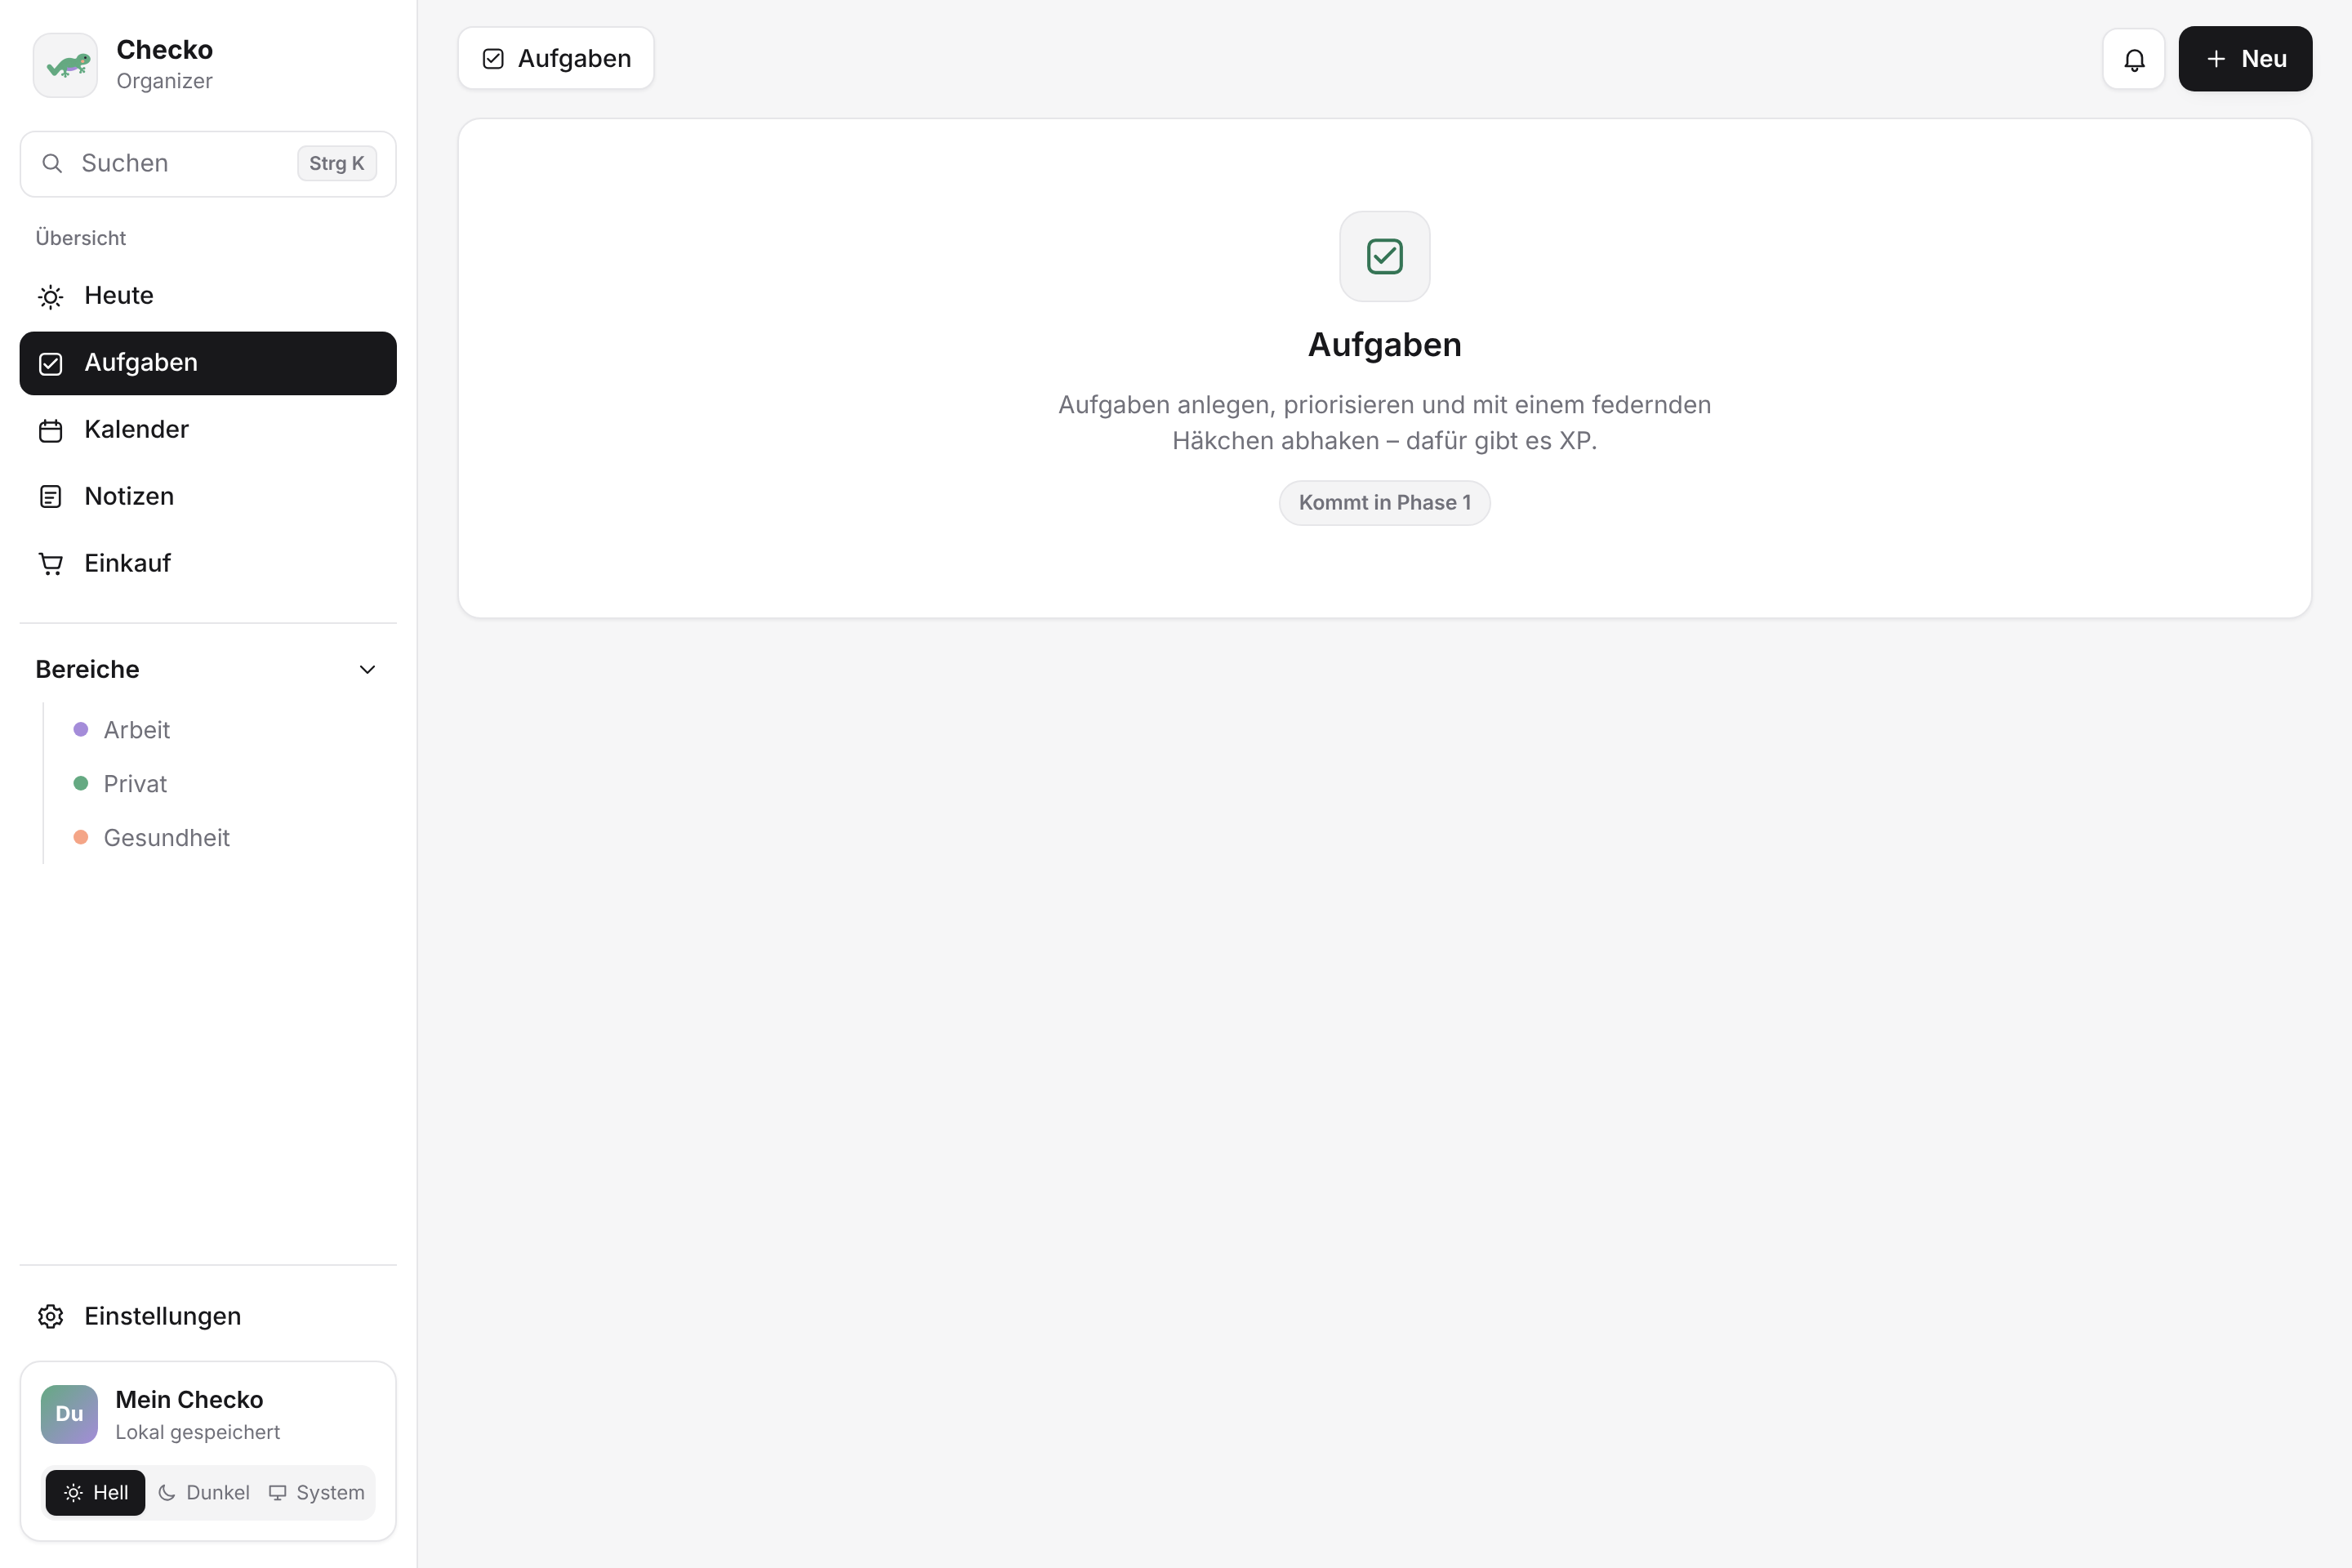 Checko
Organizer
Suchen
Strg K
Übersicht
Heute
Aufgaben
Kalender
Notizen
Einkauf
Bereiche
Arbeit
Privat
Gesundheit
Einstellungen
Du
Mein Checko
Lokal gespeichert
Hell
Dunkel
System
Aufgaben
Neu
Aufgaben
Aufgaben anlegen, priorisieren und mit einem federnden
Häkchen abhaken – dafür gibt es XP.
Kommt in Phase 1